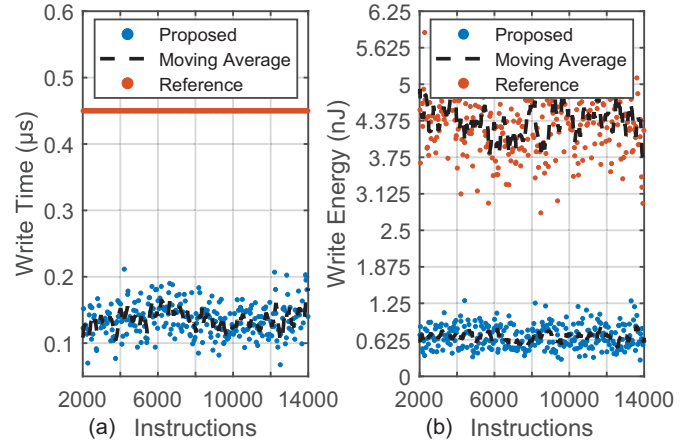 0.6
0.5
0.4
0.3
0.2
0.1
Write Time (μs)
Proposed
Moving Average
Reference
2000
6000
10000
14000
(a) Instructions
6.25
5.625
5
4.375
3.75
3.125
2.5
1.875
1.25
0.625
0
Write Energy (nJ)
Proposed
Moving Average
Reference
2000
6000
10000
14000
(b) Instructions